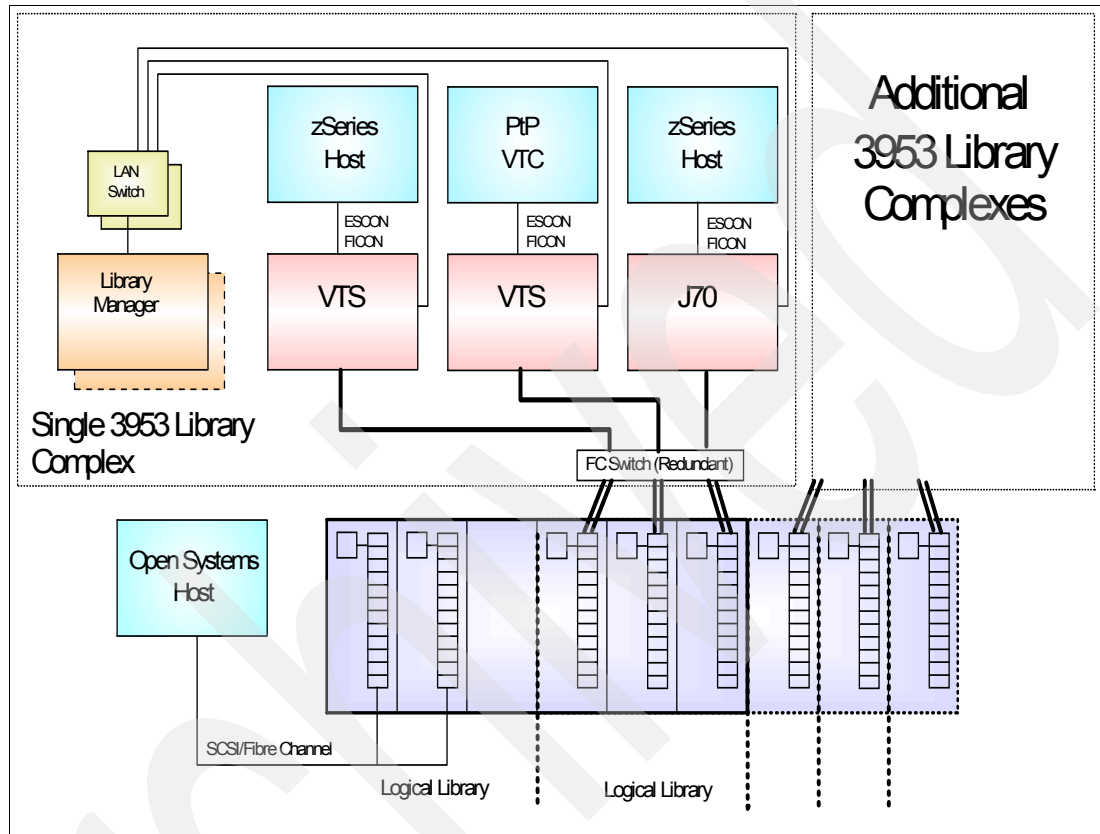 Additional
3953 Library
Complexes
zSeries
Host
PtP
VTC
zSeries
Host
LAN
Switch
ESCON
FICON
ESCON
FICON
ESCON
FICON
Library
Manager
VTS
VTS
J70
Single 3953 Library
Complex
FC Switch (Redundant)
Open Systems
Host
SCSI/Fibre Channel
Logical Library
Logical Library